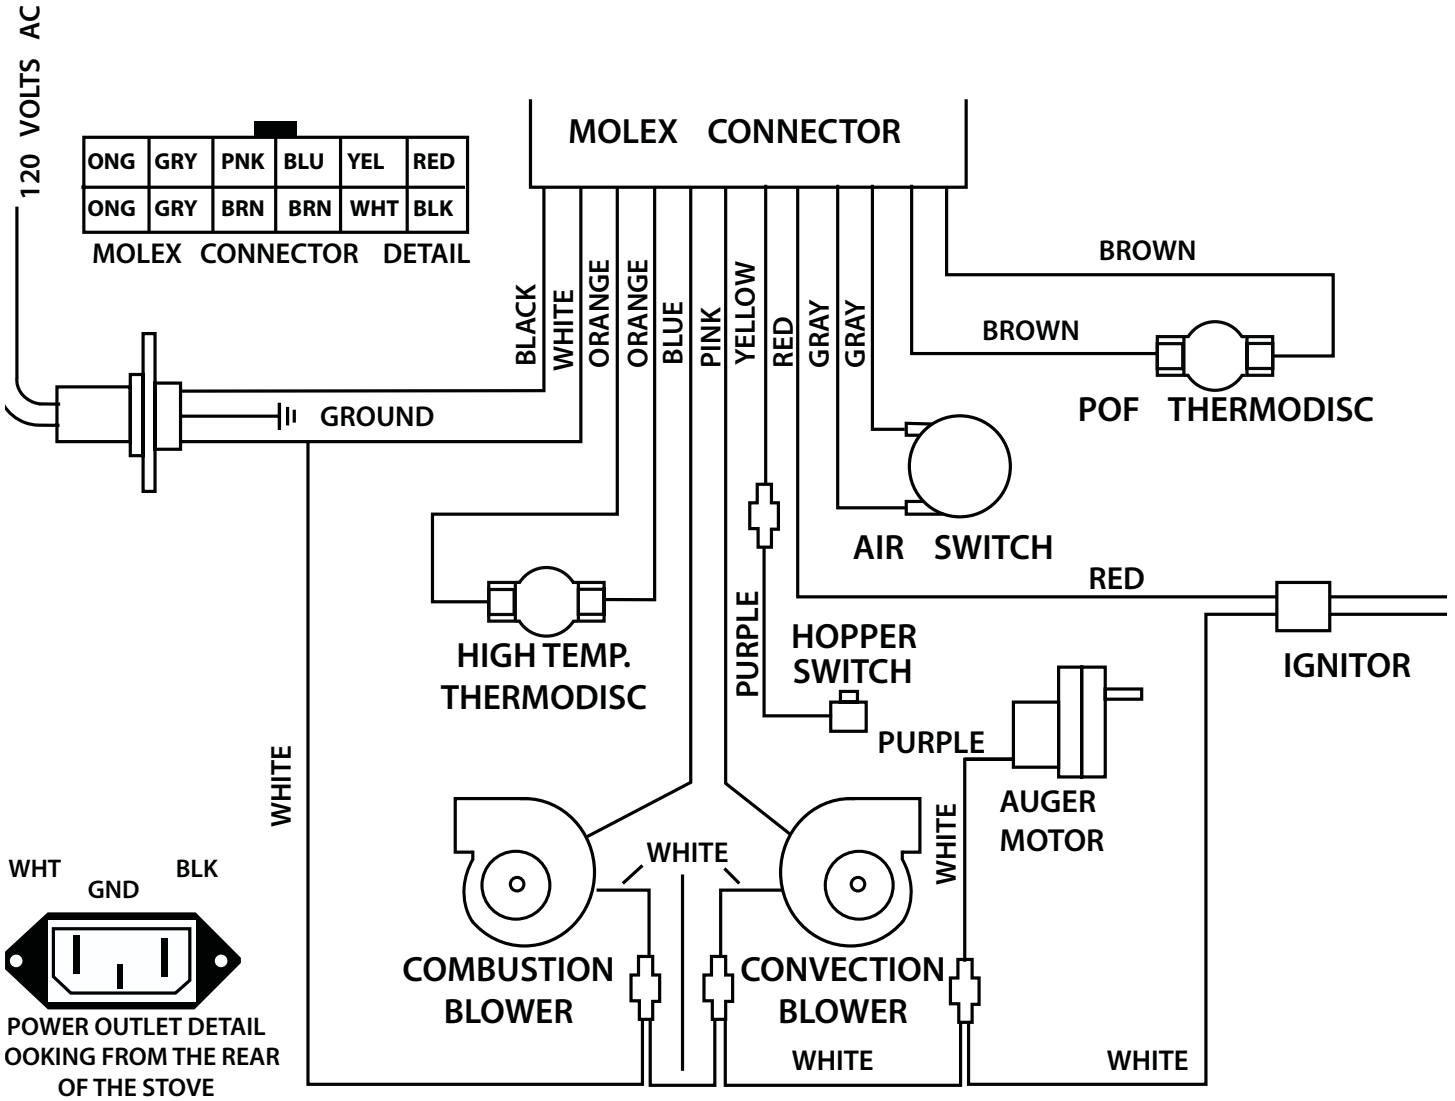 120 VOLTS AC
MOLEX CONNECTOR
ONG GRY PNK BLU YEL RED
ONG GRY BRN BRN WHT BLK
MOLEX CONNECTOR DETAIL
BLACK
WHITE
ORANGE
ORANGE
BLUE
PINK
YELLOW
RED
GRAY
GRAY
BROWN
BROWN
POF THERMODISC
GROUND
AIR SWITCH
RED
IGNITOR
HIGH TEMP.
THERMODISC
PURPLE
HOPPER
SWITCH
PURPLE
AUGER
MOTOR
WHITE
WHITE
WHITE
COMBUSTION
BLOWER
CONVECTION
BLOWER
WHITE
WHITE
WHT
GND
BLK
POWER OUTLET DETAIL
OOKING FROM THE REAR
OF THE STOVE